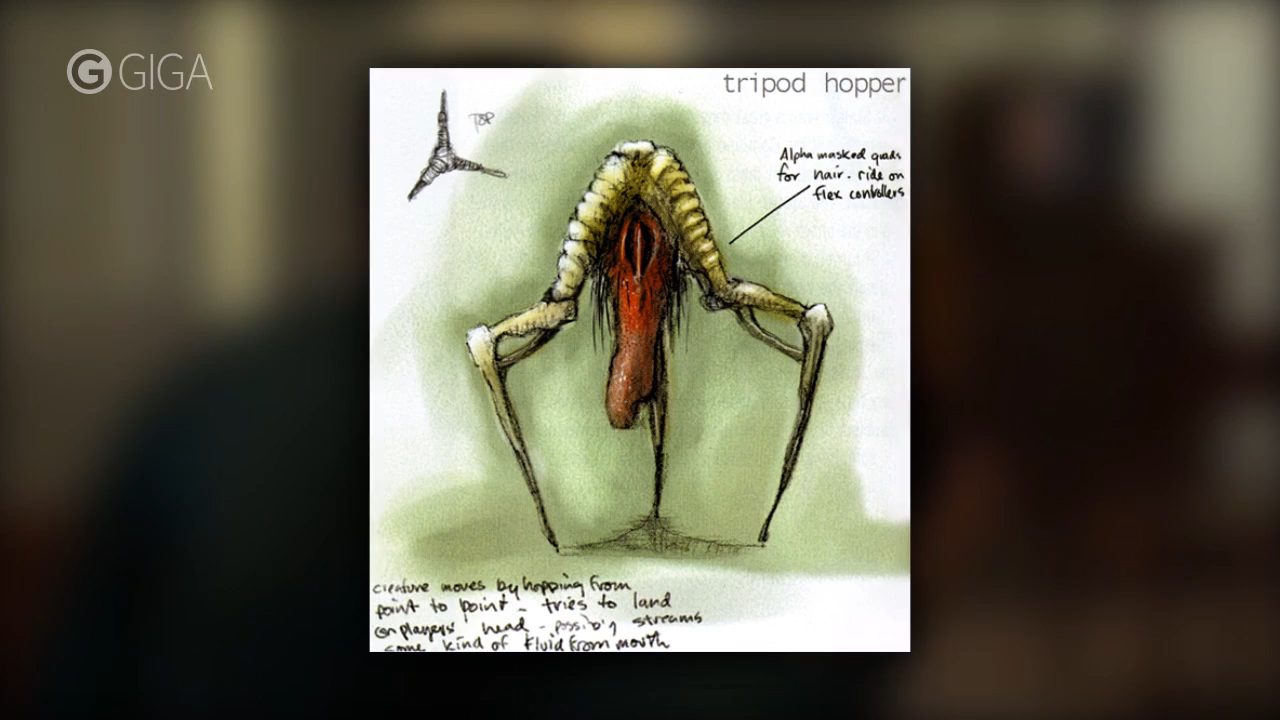 GIGA
tripod hopper
TOP
Alpha masked quads
for hair. ride on
flex controllers
creature moves by hopping from
point to point - tries to land
on players' head - possibly streams
some kind of fluid from mouth